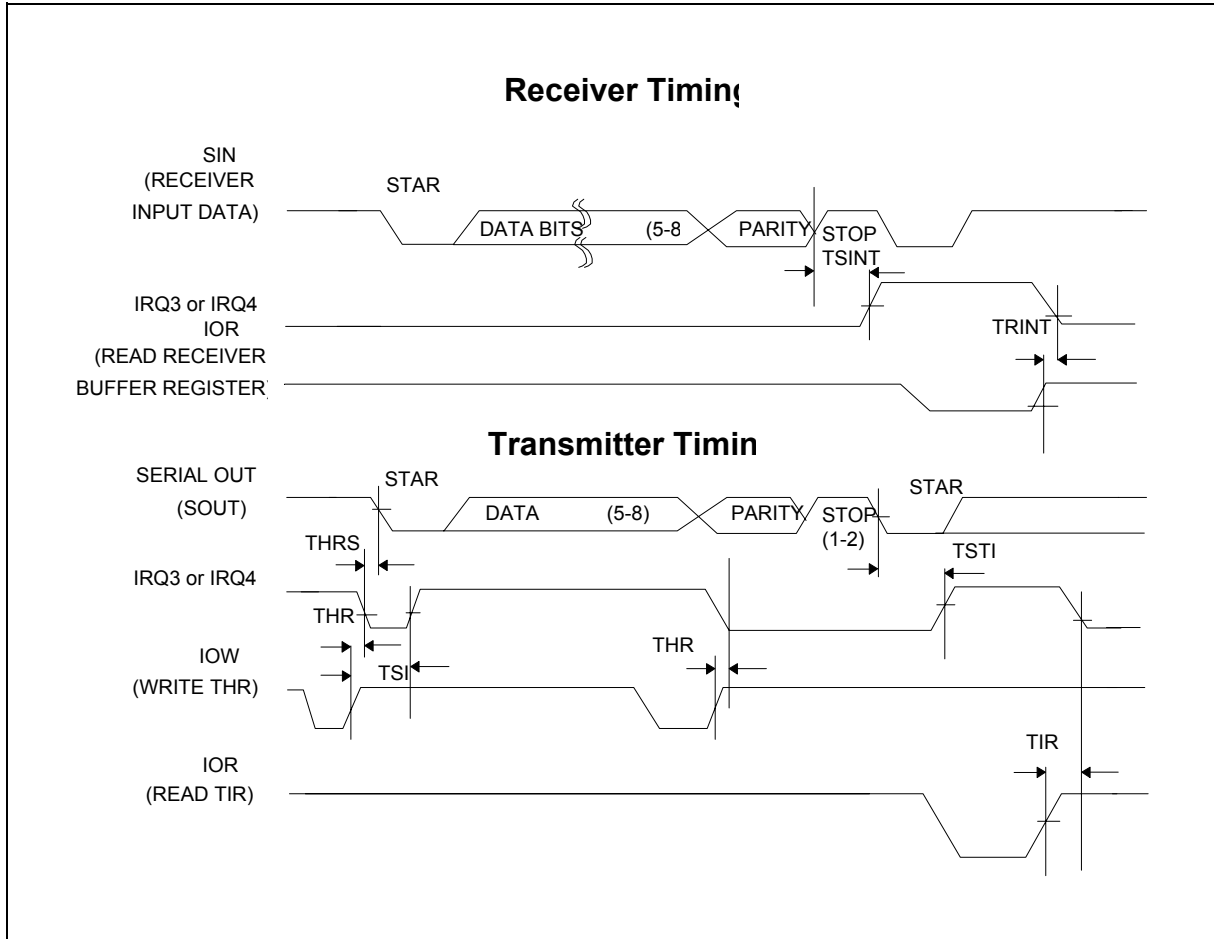 Receiver Timing
SIN
(RECEIVER
INPUT DATA)
STAR
DATA BITS (5-8
PARITY
STOP
TSINT
IRQ3 or IRQ4
IOR
(READ RECEIVER
BUFFER REGISTER)
TRINT
Transmitter Timin
SERIAL OUT
(SOUT)
STAR
DATA (5-8)
PARITY
STOP
(1-2)
STAR
THRS
TSTI
IRQ3 or IRQ4
THR
THR
IOW
(WRITE THR)
TSI
TIR
IOR
(READ TIR)